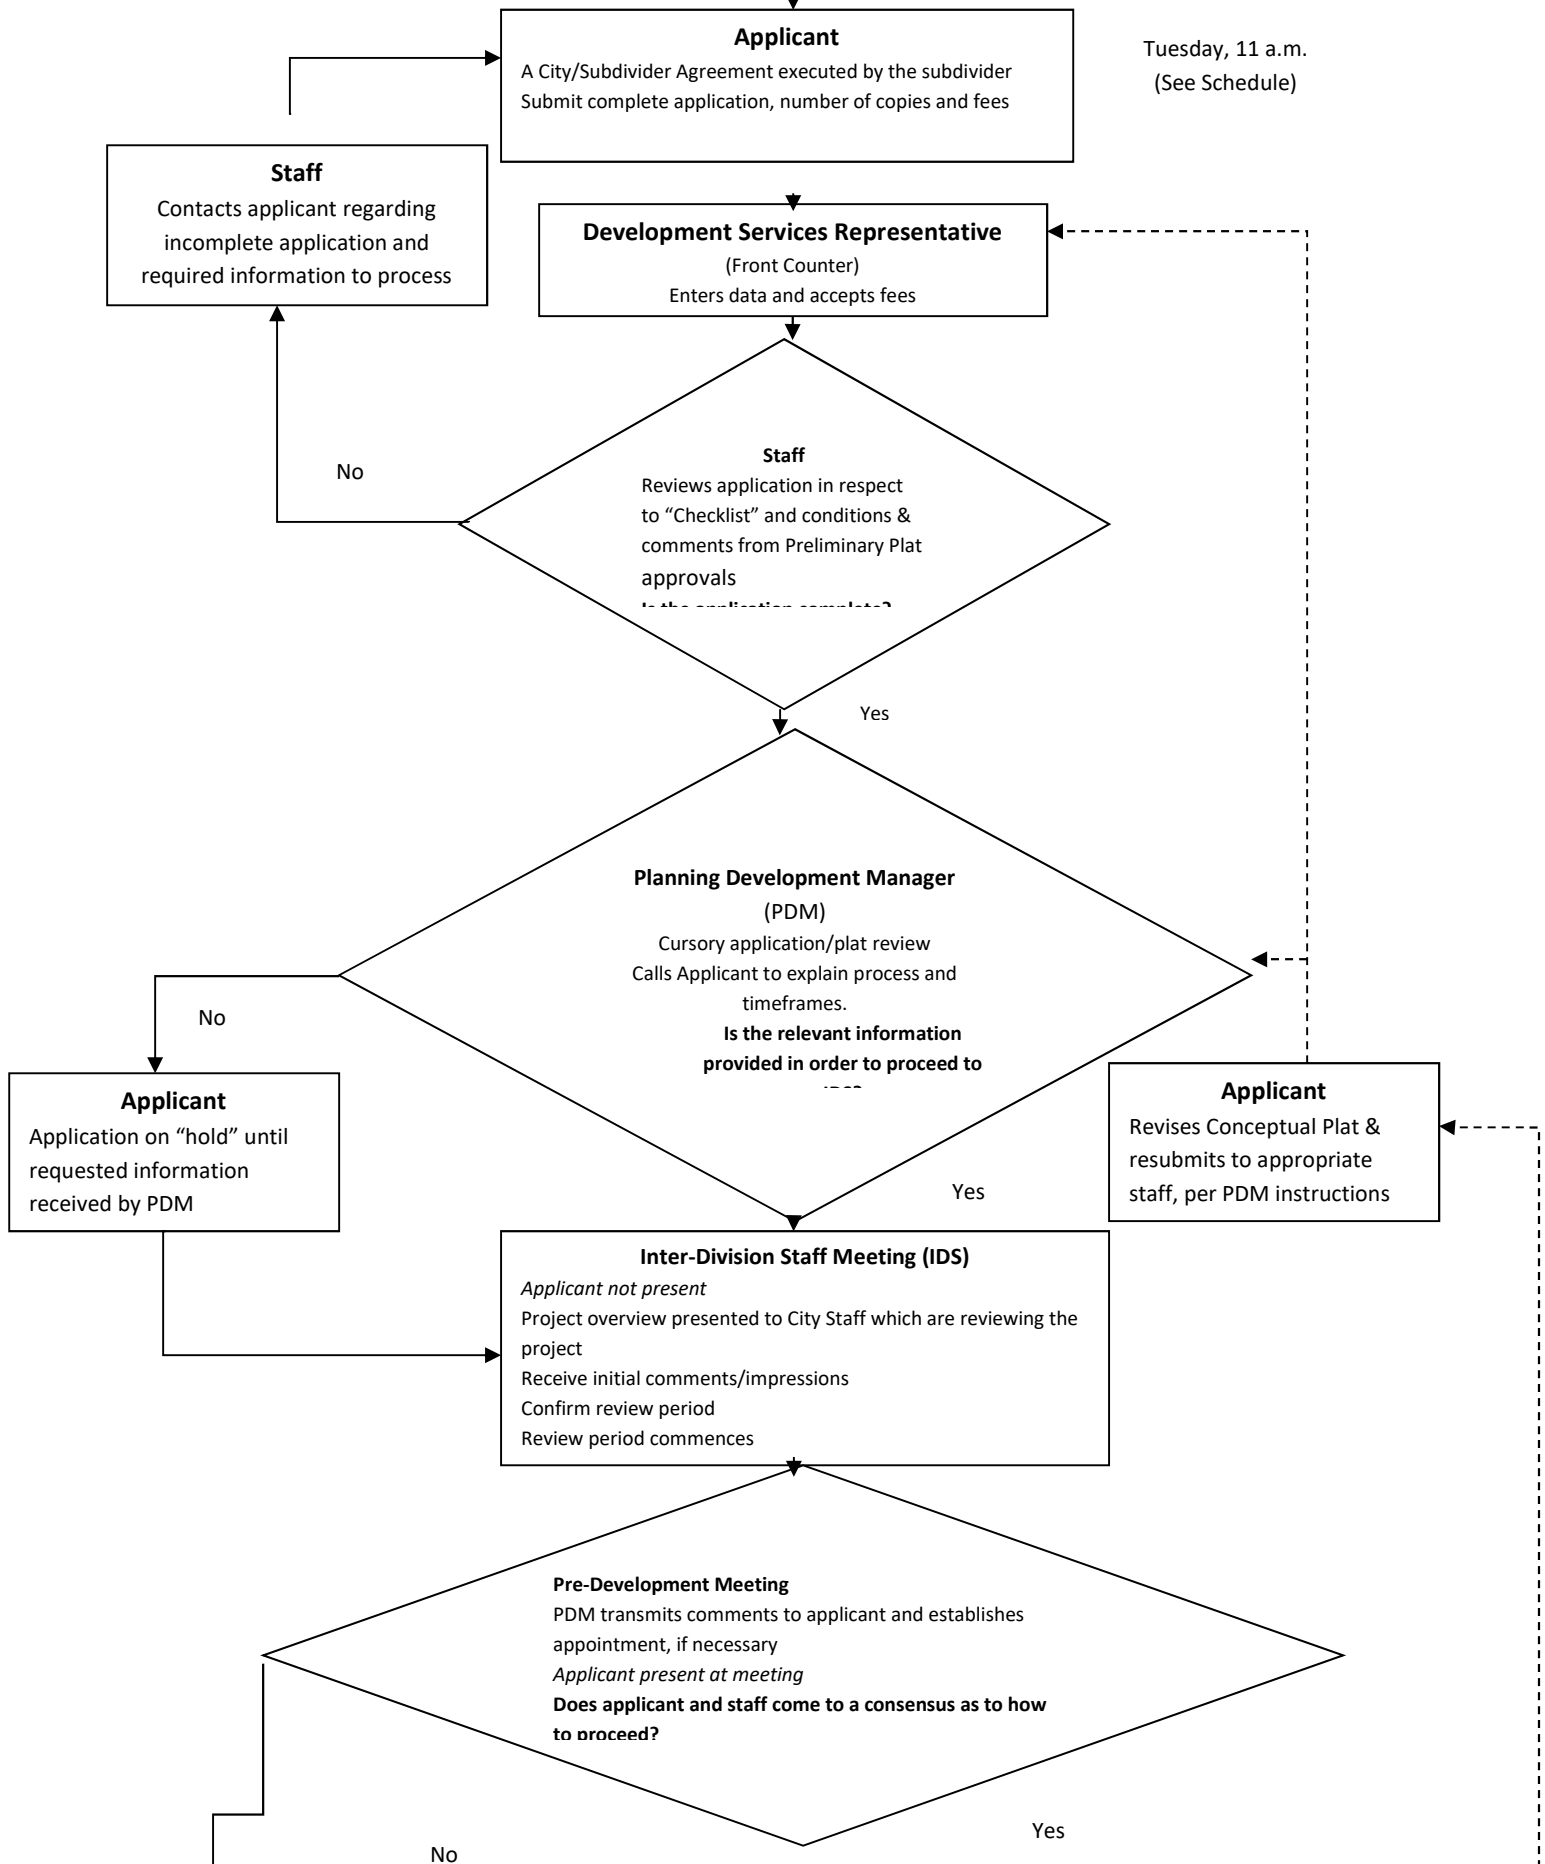 Applicant
A City/Subdivider Agreement executed by the subdivider
Submit complete application, number of copies and fees
Tuesday, 11 a.m.
(See Schedule)
Staff
Contacts applicant regarding
incomplete application and
required information to process
Development Services Representative
(Front Counter)
Enters data and accepts fees
No
Staff
Reviews application in respect
to “Checklist” and conditions &
comments from Preliminary Plat
approvals
Is the application complete?
Yes
Planning Development Manager
(PDM)
Cursory application/plat review
Calls Applicant to explain process and
timeframes.
Is the relevant information
provided in order to proceed to
No
Applicant
Application on “hold” until
requested information
received by PDM
Applicant
Revises Conceptual Plat &
resubmits to appropriate
staff, per PDM instructions
Yes
Inter-Division Staff Meeting (IDS)
Applicant not present
Project overview presented to City Staff which are reviewing the
project
Receive initial comments/impressions
Confirm review period
Review period commences
Pre-Development Meeting
PDM transmits comments to applicant and establishes
appointment, if necessary
Applicant present at meeting
Does applicant and staff come to a consensus as to how
to proceed?
Yes
No